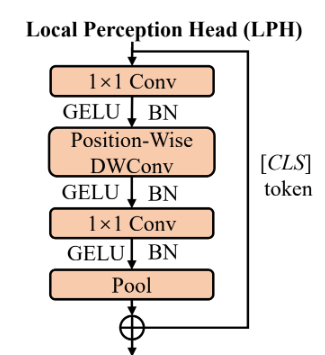 Local Perception Head (LPH)
1×1 Conv
GELU BN
Position-Wise
DWConv
GELU BN
1×1 Conv
GELU BN
Pool
[CLS]
token